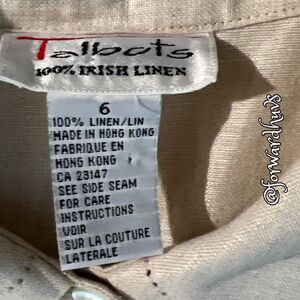 Talbots
100% IRISH LINEN
6
100% LINEN/LIN
MADE IN HONG KONG
FABRIQUE EN
HONG KONG
CA 23147
SEE SIDE SEAM
FOR CARE
INSTRUCTIONS
VOIR
SUR LA COUTURE
LATERALE
@forwardhuvs